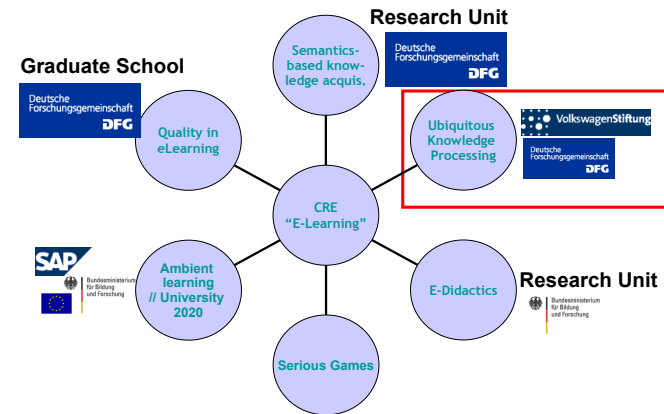 Research Unit
Semantics-
based know-
ledge acquis.
Deutsche
Forschungsgemeinschaft
DFG
Graduate School
Deutsche
Forschungsgemeinschaft
DFG
Quality in
eLearning
Ubiquitous
Knowledge
Processing
VolkswagenStiftung
Deutsche
Forschungsgemeinschaft
DFG
CRE
“E-Learning”
SAP
Bundesministerium
für Bildung
und Forschung
Ambient
learning
// University
2020
E-Didactics
Research Unit
Bundesministerium
für Bildung
und Forschung
Serious Games